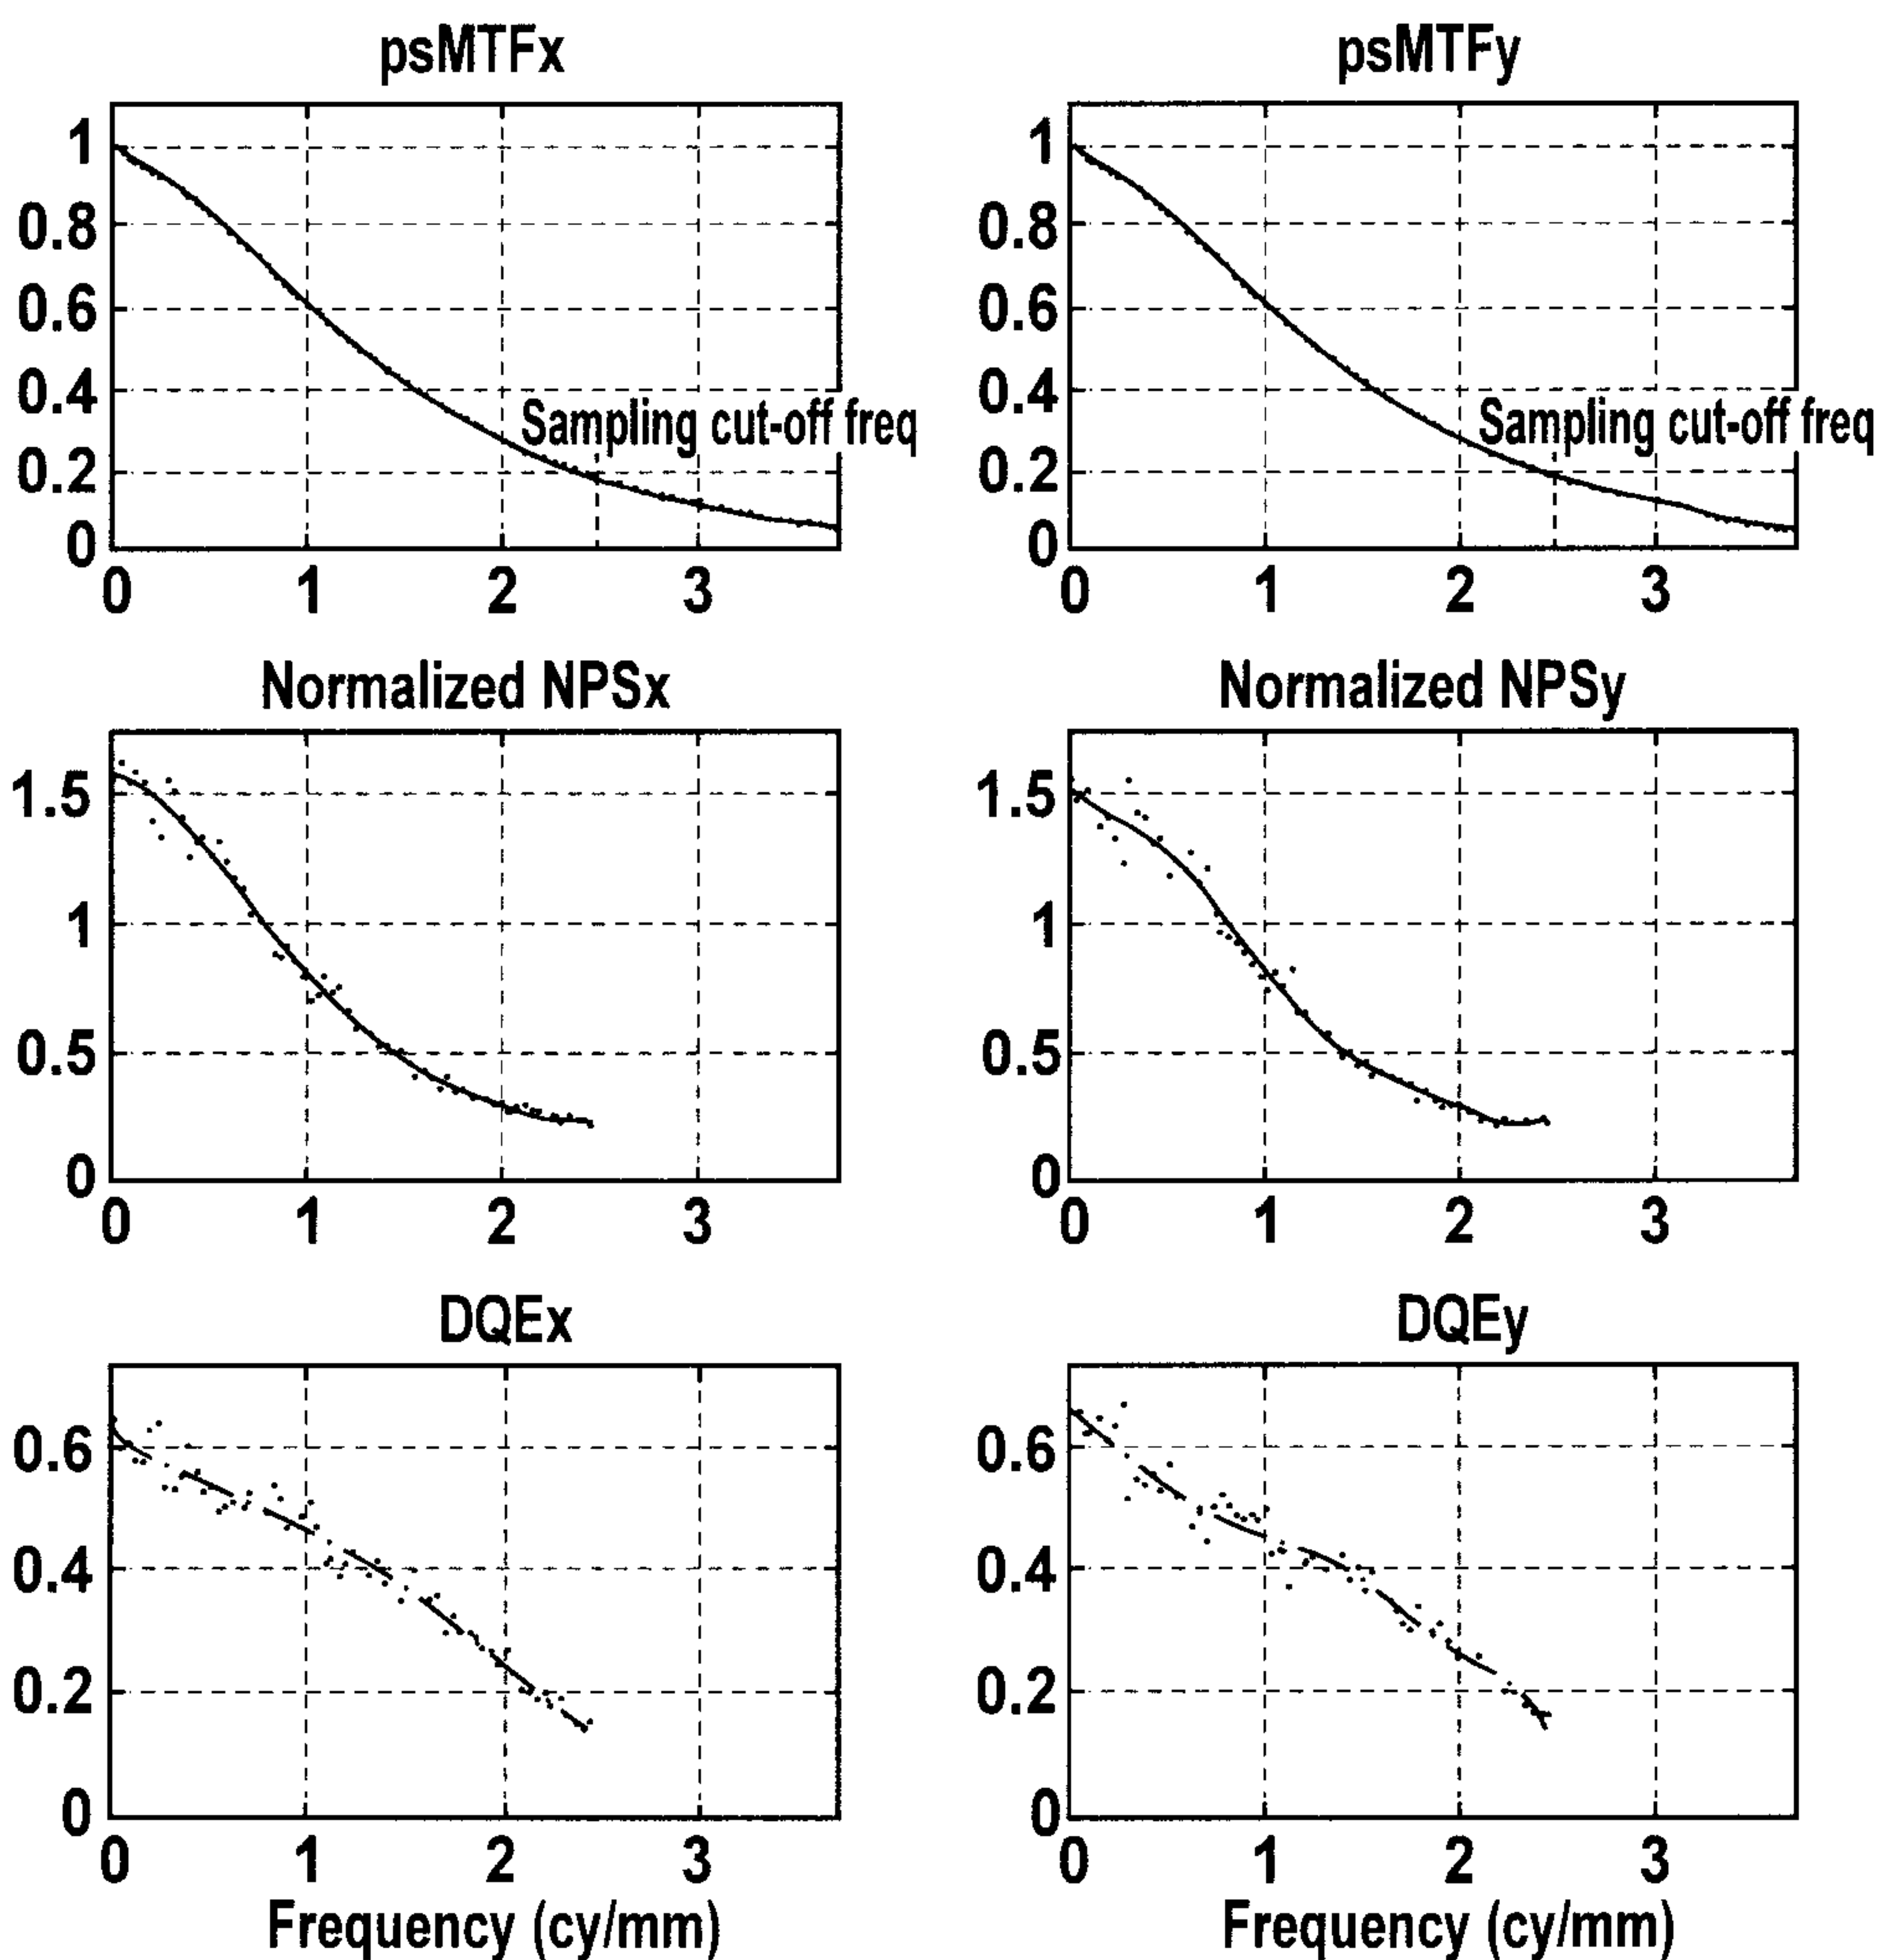 psMTFx
1
0.8
0.6
0.4
0.2
0
Sampling cut-off freq
0 1 2 3
psMTFy
1
0.8
0.6
0.4
0.2
0
Sampling cut-off freq
0 1 2 3
Normalized NPSx
1.5
1
0.5
0
0 1 2 3
Normalized NPSy
1.5
1
0.5
0
0 1 2 3
DQEx
0.6
0.4
0.2
0
0 1 2 3
Frequency (cy/mm)
DQEy
0.6
0.4
0.2
0
0 1 2 3
Frequency (cy/mm)